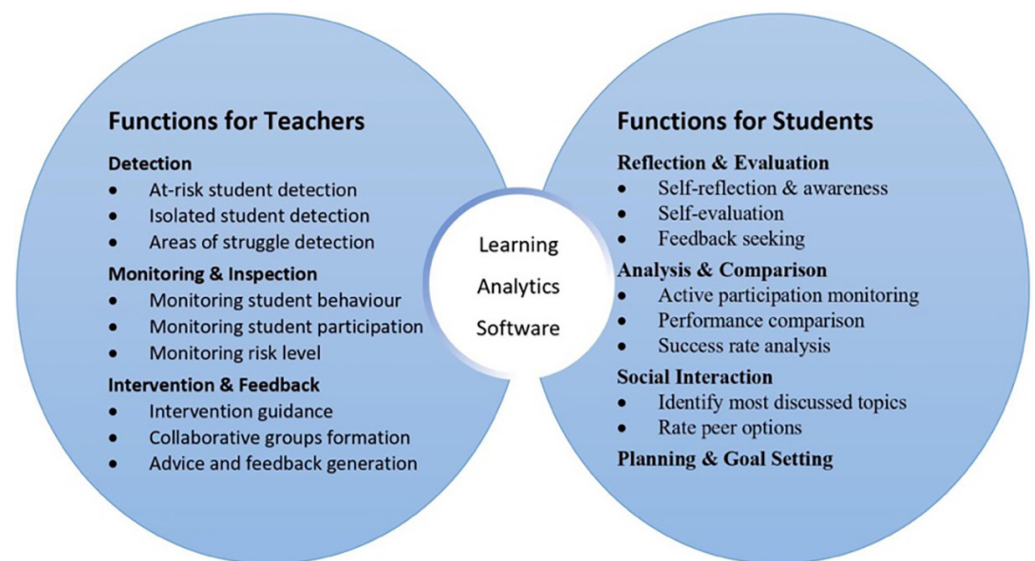 Functions for Teachers
Detection
• At-risk student detection
• Isolated student detection
• Areas of struggle detection
Monitoring & Inspection
• Monitoring student behaviour
• Monitoring student participation
• Monitoring risk level
Intervention & Feedback
• Intervention guidance
• Collaborative groups formation
• Advice and feedback generation
Learning
Analytics
Software
Functions for Students
Reflection & Evaluation
• Self-reflection & awareness
• Self-evaluation
• Feedback seeking
Analysis & Comparison
• Active participation monitoring
• Performance comparison
• Success rate analysis
Social Interaction
• Identify most discussed topics
• Rate peer options
Planning & Goal Setting